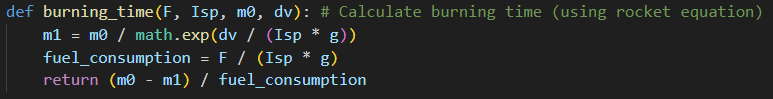 def burning_time(F, Isp, m0, dv): # Calculate burning time (using rocket equation)
    m1 = m0 / math.exp(dv / (Isp * g))
    fuel_consumption = F / (Isp * g)
    return (m0 - m1) / fuel_consumption